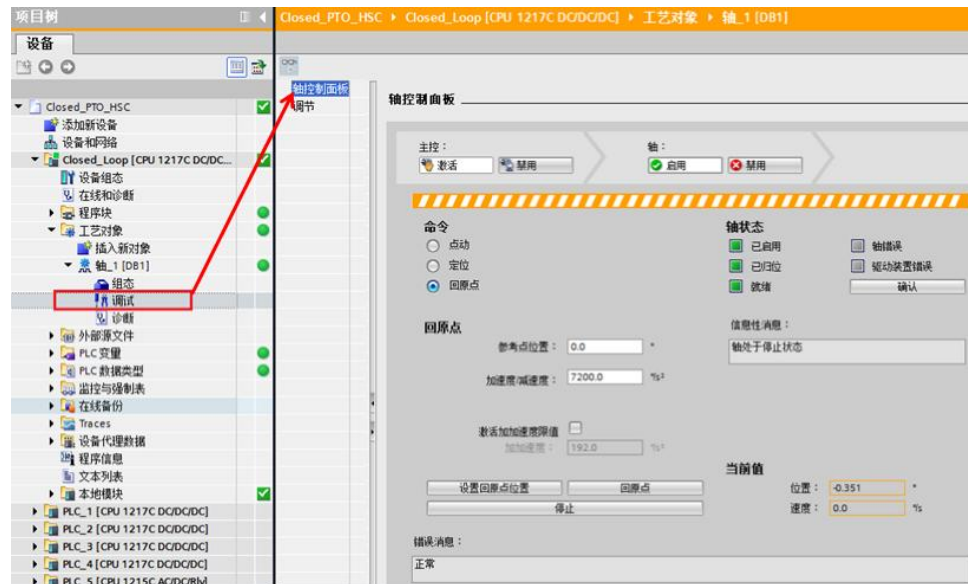 项目树
Closed_PTO_HSC ▸ Closed_Loop [CPU 1217C DC/DC/DC] ▸ 工艺对象 ▸ 轴_1 [DB1]
设备
轴控制面板
调节
Closed_PTO_HSC
添加新设备
设备和网络
Closed_Loop [CPU 1217C DC/DC...
设备组态
在线和诊断
程序块
工艺对象
插入新对象
轴_1 [DB1]
组态
调试
诊断
外部源文件
PLC 变量
PLC 数据类型
监控与强制表
在线备份
Traces
设备代理数据
程序信息
文本列表
本地模块
PLC_1 [CPU 1217C DC/DC/DC]
PLC_2 [CPU 1217C DC/DC/DC]
PLC_3 [CPU 1217C DC/DC/DC]
PLC_4 [CPU 1217C DC/DC/DC]
PLC_5 [CPU 1215C AC/DC/Rly]
轴控制面板
主控： 轴：
激活 禁用 启用 禁用
命令 轴状态
点动 已启用 轴错误
定位 已归位 驱动装置错误
回原点 就绪 确认
回原点 信息性消息：
参考点位置： 0.0 ° 轴处于停止状态
加速度/减速度： 7200.0 °/s²
激活加加速度限值
加加速度： 192.0
当前值
设置回原点位置 回原点 位置： -0.351 °
停止 速度： 0.0 °/s
错误消息：
正常